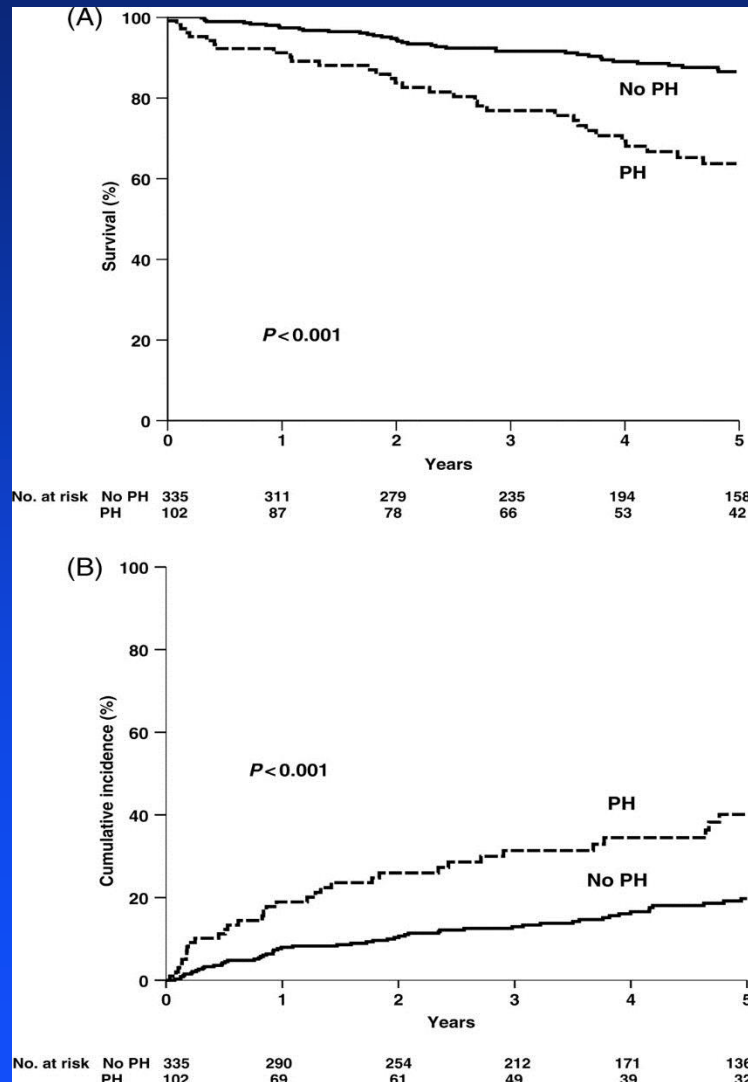 (A)
100
80
60
40
20
0
Survival (%)
No PH
PH
P<0.001
0 1 2 3 4 5
Years
No. at risk No PH 335 311 279 235 194 158
PH 102 87 78 66 53 42
(B)
100
80
60
40
20
0
Cumulative incidence (%)
P<0.001
PH
No PH
0 1 2 3 4 5
Years
No. at risk No PH 335 290 254 212 171 136
PH 102 69 61 49 39 32